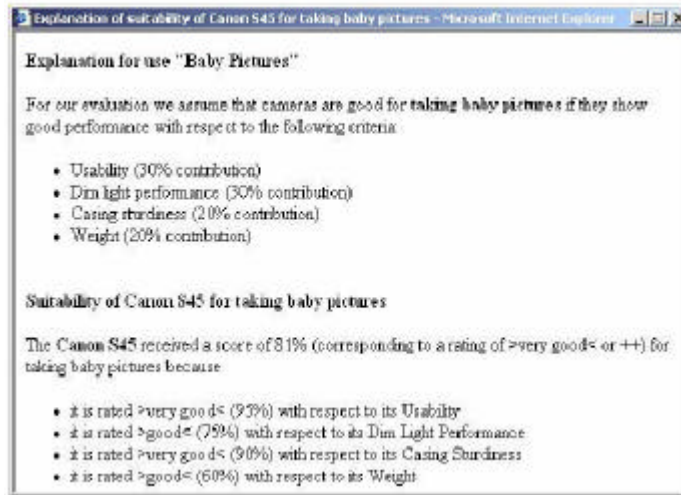 Explanation of suitability of Canon S45 for taking baby pictures - Microsoft Internet Explorer
Explanation for use "Baby Pictures"
For our evaluation we assume that cameras are good for taking baby pictures if they show
good performance with respect to the following criteria
• Usability (30% contribution)
• Dim light performance (30% contribution)
• Casing sturdiness (20% contribution)
• Weight (20% contribution)
Suitability of Canon S45 for taking baby pictures
The Canon S45 received a score of 81% (corresponding to a rating of >very good< or ++) for
taking baby pictures because
• it is rated >very good< (95%) with respect to its Usability
• it is rated >good< (75%) with respect to its Dim Light Performance
• it is rated >very good< (90%) with respect to its Casing Sturdiness
• it is rated >good< (60%) with respect to its Weight